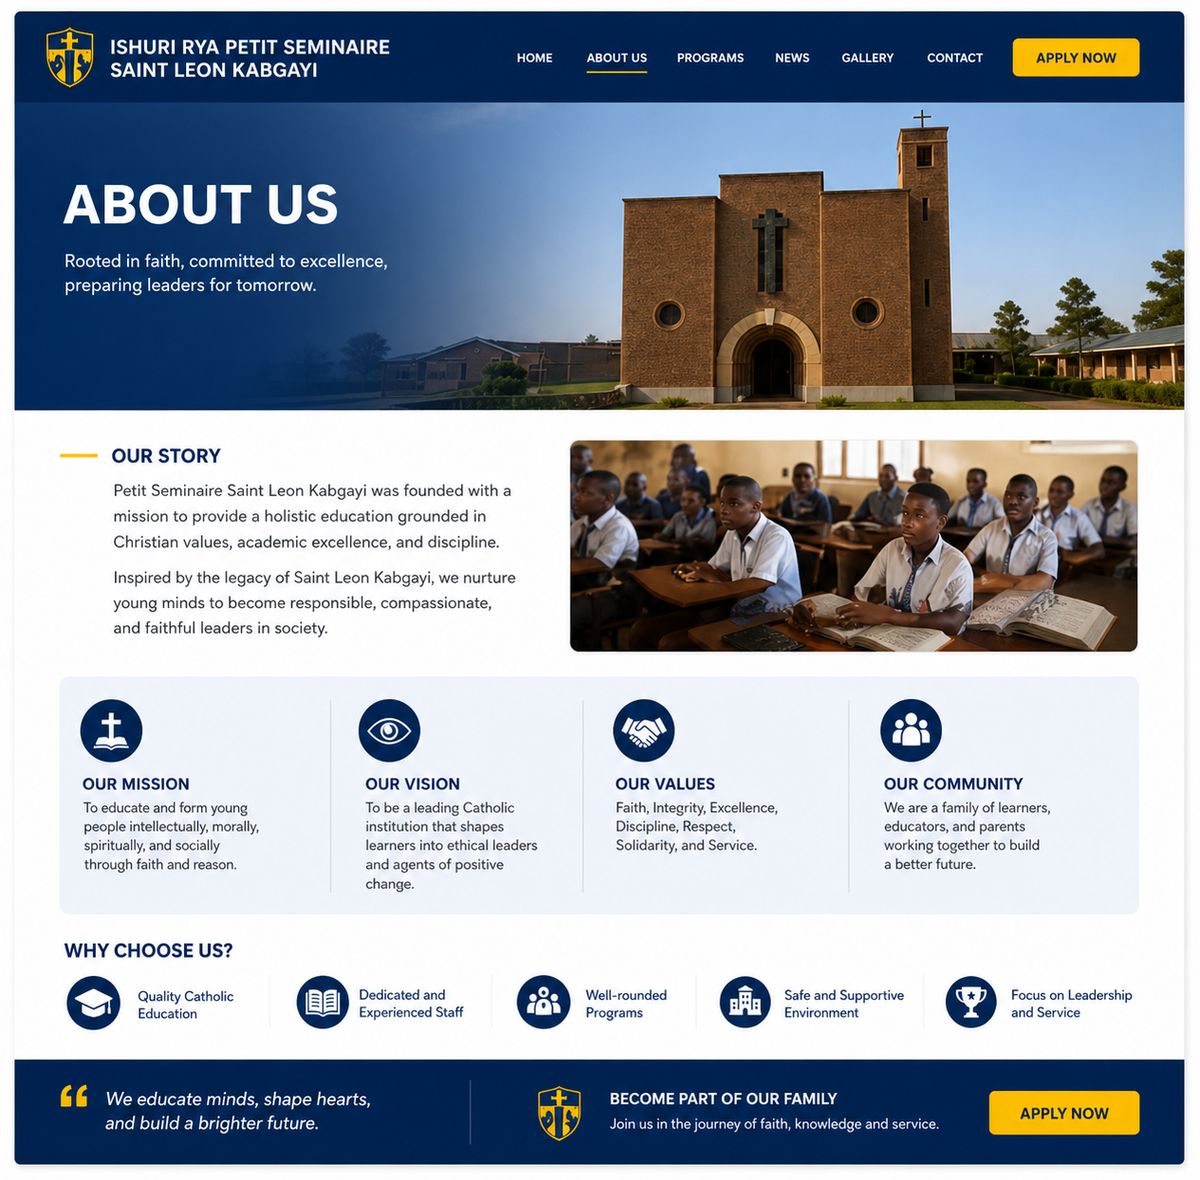 ISHURI RYA PETIT SEMINAIRE
SAINT LEON KABGAYI
HOME
ABOUT US
PROGRAMS
NEWS
GALLERY
CONTACT
APPLY NOW
ABOUT US
Rooted in faith, committed to excellence,
preparing leaders for tomorrow.
OUR STORY
Petit Seminaire Saint Leon Kabgayi was founded with a
mission to provide a holistic education grounded in
Christian values, academic excellence, and discipline.
Inspired by the legacy of Saint Leon Kabgayi, we nurture
young minds to become responsible, compassionate,
and faithful leaders in society.
OUR MISSION
To educate and form young
people intellectually, morally,
spiritually, and socially
through faith and reason.
OUR VISION
To be a leading Catholic
institution that shapes
learners into ethical leaders
and agents of positive
change.
OUR VALUES
Faith, Integrity, Excellence,
Discipline, Respect,
Solidarity, and Service.
OUR COMMUNITY
We are a family of learners,
educators, and parents
working together to build
a better future.
WHY CHOOSE US?
Quality Catholic
Education
Dedicated and
Experienced Staff
Well-rounded
Programs
Safe and Supportive
Environment
Focus on Leadership
and Service
“ We educate minds, shape hearts,
and build a brighter future.
BECOME PART OF OUR FAMILY
Join us in the journey of faith, knowledge and service.
APPLY NOW